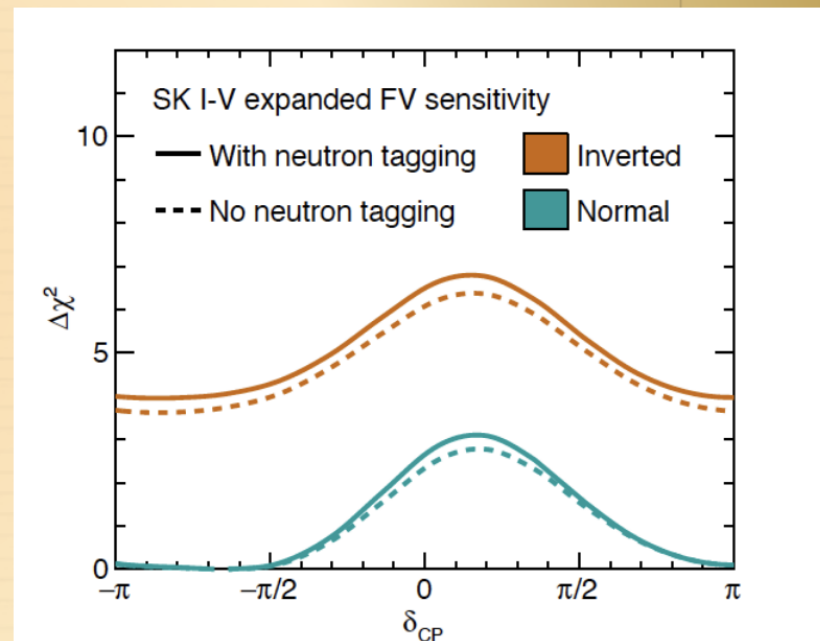 SK I-V expanded FV sensitivity
With neutron tagging
Inverted
No neutron tagging
Normal
10
5
0
Δχ²
−π
−π/2
0
π/2
π
δCP